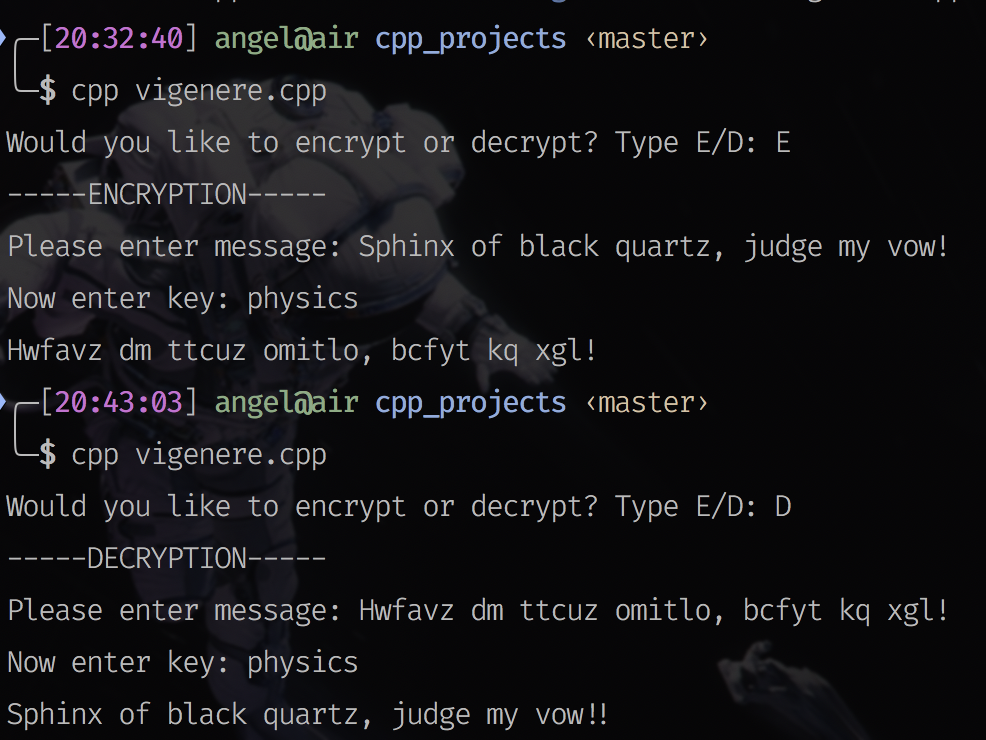 [20:32:40] angel@air cpp_projects ‹master›
$ cpp vigenere.cpp
Would you like to encrypt or decrypt? Type E/D: E
-----ENCRYPTION-----
Please enter message: Sphinx of black quartz, judge my vow!
Now enter key: physics
Hwfavz dm ttcuz omitlo, bcfyt kq xgl!
[20:43:03] angel@air cpp_projects ‹master›
$ cpp vigenere.cpp
Would you like to encrypt or decrypt? Type E/D: D
-----DECRYPTION-----
Please enter message: Hwfavz dm ttcuz omitlo, bcfyt kq xgl!
Now enter key: physics
Sphinx of black quartz, judge my vow!!